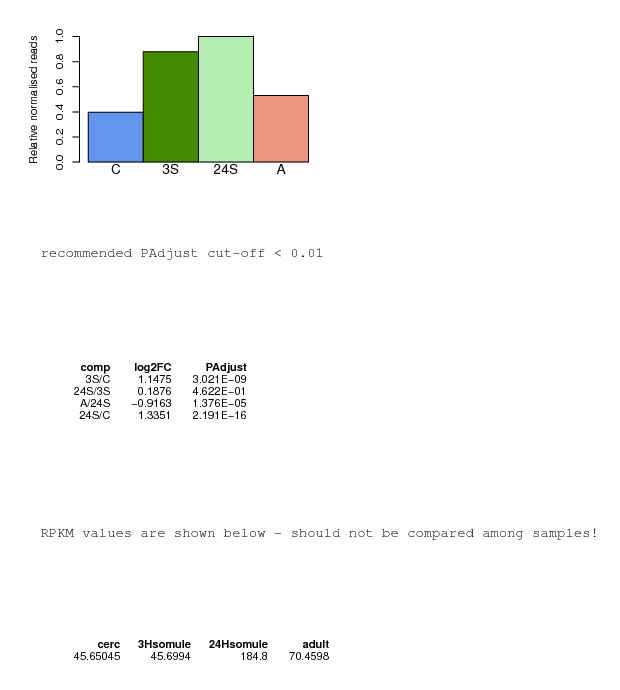 Relative normalised reads
1.0
0.8
0.6
0.4
0.2
0.0
C 3S 24S A
recommended PAdjust cut-off < 0.01
comp log2FC PAdjust
3S/C 1.1475 3.021E−09
24S/3S 0.1876 4.622E−01
A/24S −0.9163 1.376E−05
24S/C 1.3351 2.191E−16
RPKM values are shown below - should not be compared among samples!
cerc 3Hsomule 24Hsomule adult
45.65045 45.6994 184.8 70.4598